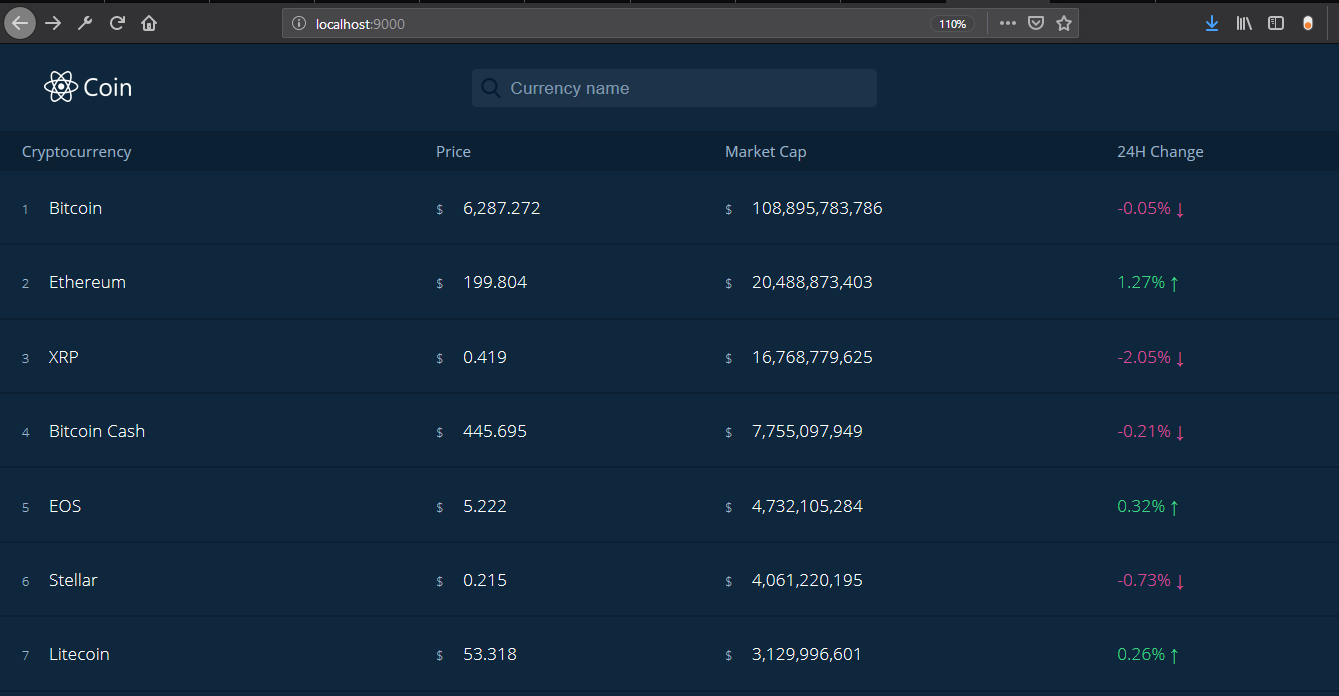 localhost:9000 110%
Coin
Currency name
Cryptocurrency Price Market Cap 24H Change
1 Bitcoin $ 6,287.272 $ 108,895,783,786 -0.05% ↓
2 Ethereum $ 199.804 $ 20,488,873,403 1.27% ↑
3 XRP $ 0.419 $ 16,768,779,625 -2.05% ↓
4 Bitcoin Cash $ 445.695 $ 7,755,097,949 -0.21% ↓
5 EOS $ 5.222 $ 4,732,105,284 0.32% ↑
6 Stellar $ 0.215 $ 4,061,220,195 -0.73% ↓
7 Litecoin $ 53.318 $ 3,129,996,601 0.26% ↑